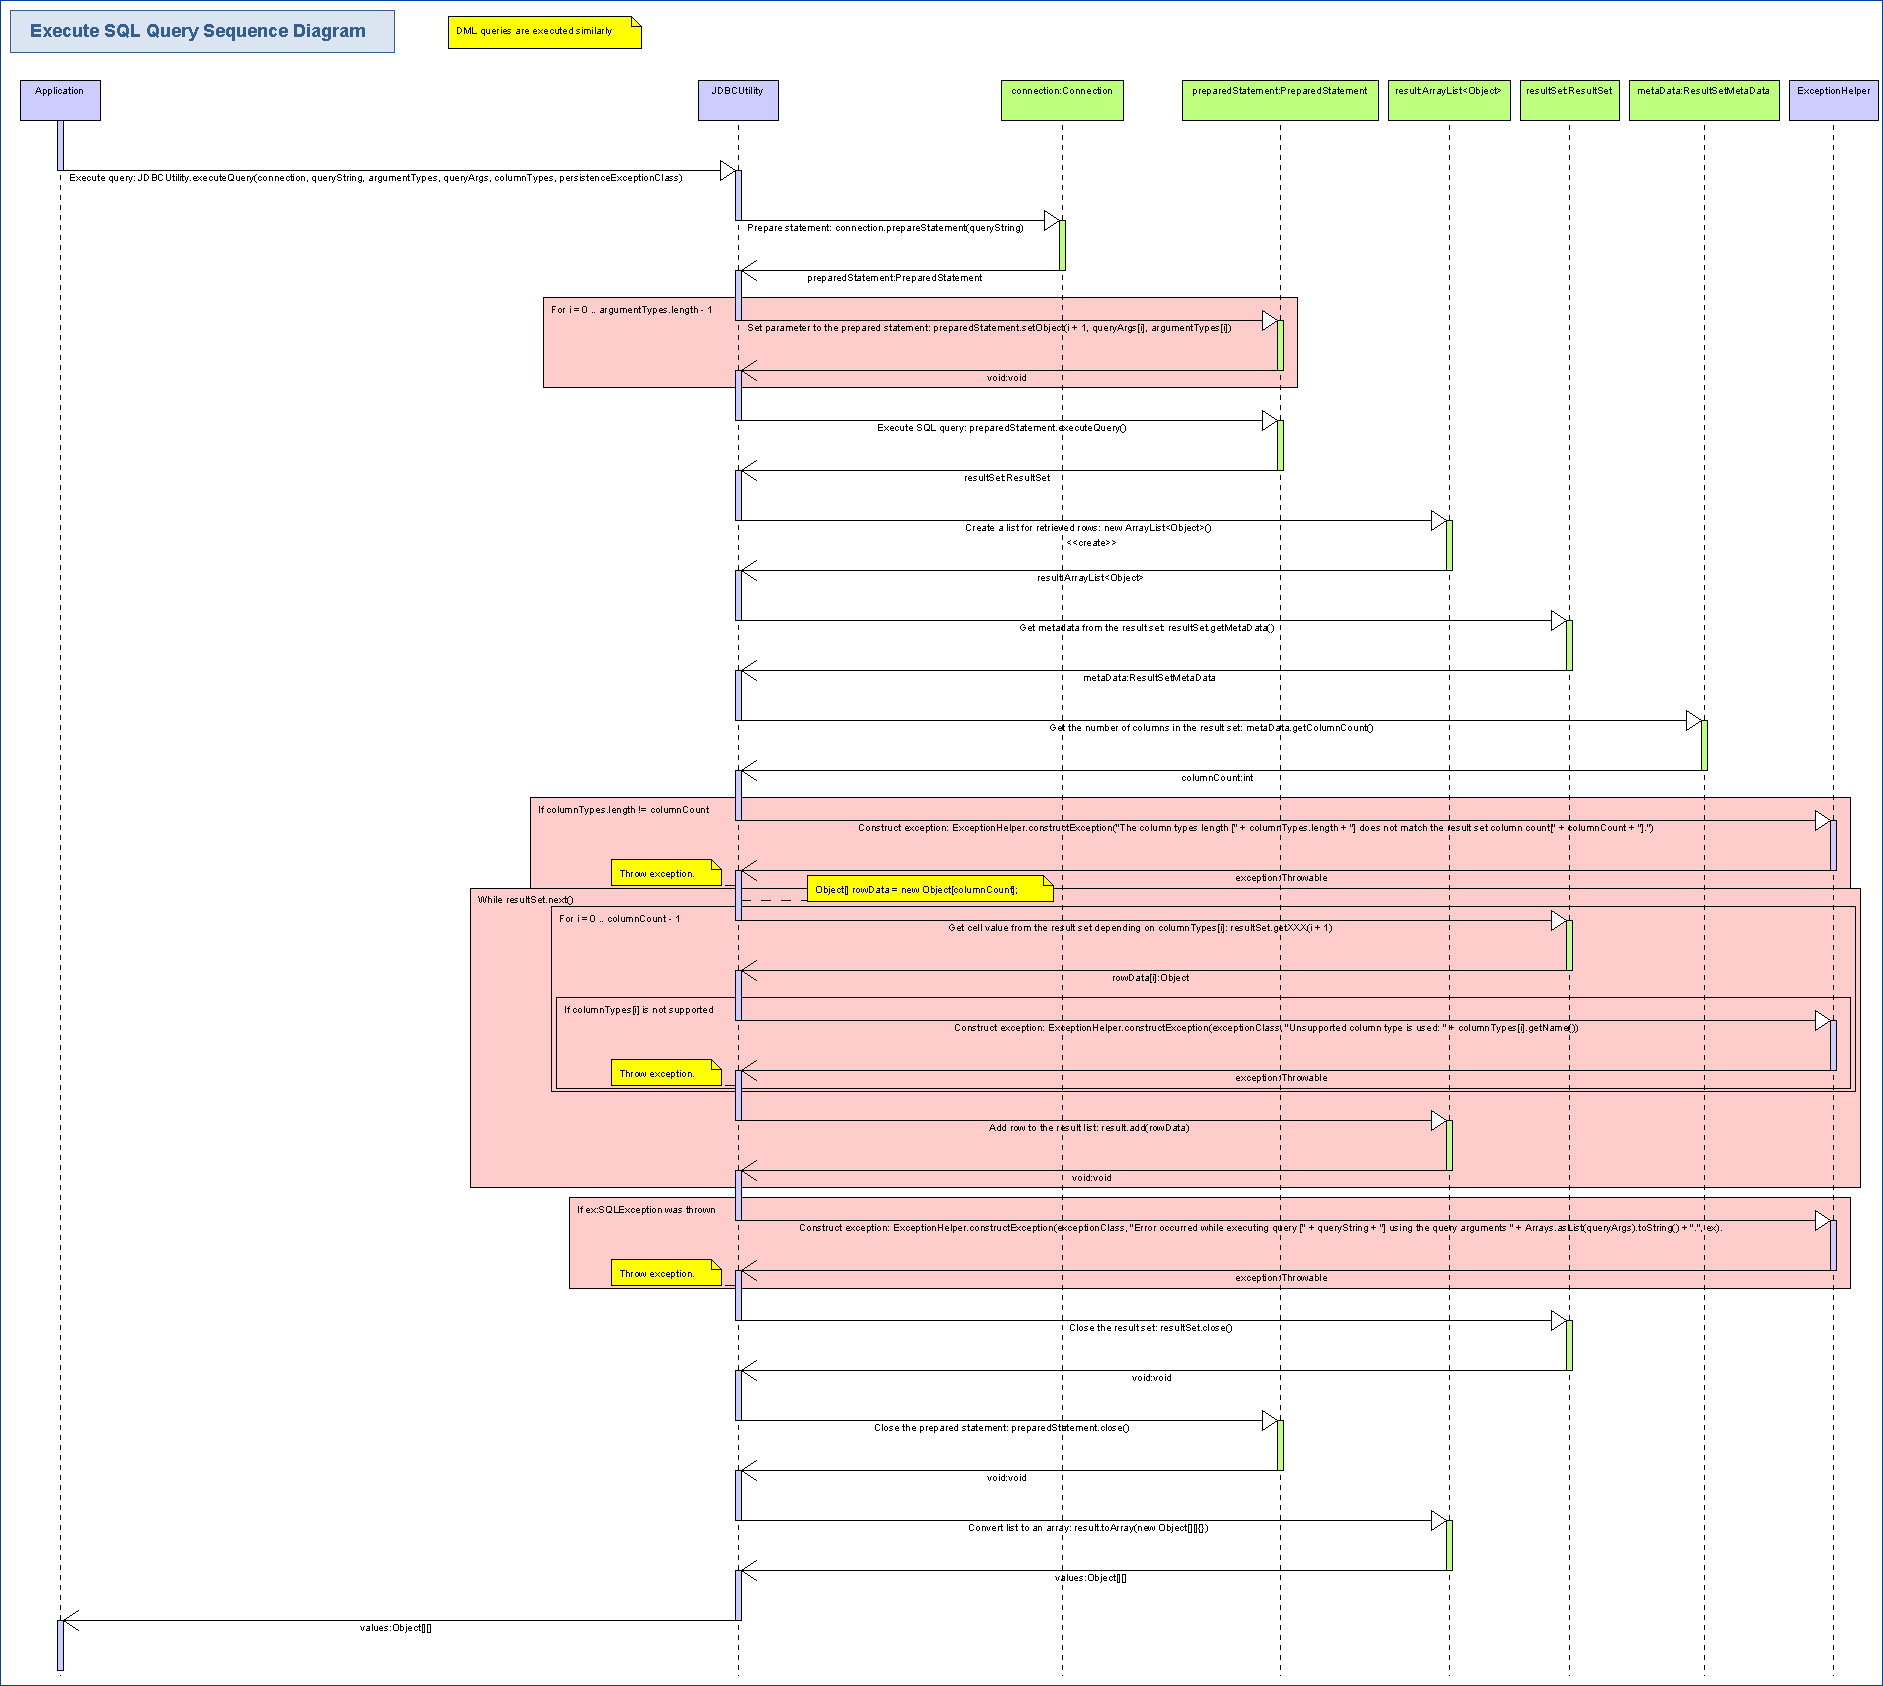 Execute SQL Query Sequence Diagram
DML queries are executed similarly
Application
JDBCUtility
connection:Connection
preparedStatement:PreparedStatement
result:ArrayList<Object>
resultSet:ResultSet
metaData:ResultSetMetaData
ExceptionHelper
Execute query: JDBCUtility.executeQuery(connection, queryString, argumentTypes, queryArgs, columnTypes, persistenceExceptionClass)
Prepare statement: connection.prepareStatement(queryString)
preparedStatement:PreparedStatement
For i = 0 .. argumentTypes.length - 1
Set parameter to the prepared statement: preparedStatement.setObject(i + 1, queryArgs[i], argumentTypes[i])
void:void
Execute SQL query: preparedStatement.executeQuery()
resultSet:ResultSet
Create a list for retrieved rows: new ArrayList<Object>()
<<create>>
result:ArrayList<Object>
Get metadata from the result set: resultSet.getMetaData()
metaData:ResultSetMetaData
Get the number of columns in the result set: metaData.getColumnCount()
columnCount:int
If columnTypes.length != columnCount
Construct exception: ExceptionHelper.constructException("The column types length [" + columnTypes.length + "] does not match the result set column count[" + columnCount + "].")
Throw exception.
exception:Throwable
Object[] rowData = new Object[columnCount];
While resultSet.next()
For i = 0 .. columnCount - 1
Get cell value from the result set depending on columnTypes[i]: resultSet.getXXX(i + 1)
rowData[i]:Object
If columnTypes[i] is not supported
Construct exception: ExceptionHelper.constructException(exceptionClass, "Unsupported column type is used: " + columnTypes[i].getName())
Throw exception.
exception:Throwable
Add row to the result list: result.add(rowData)
void:void
If ex:SQLException was thrown
Construct exception: ExceptionHelper.constructException(exceptionClass, "Error occurred while executing query [" + queryString + "] using the query arguments " + Arrays.asList(queryArgs).toString() + ".", ex).
Throw exception.
exception:Throwable
Close the result set: resultSet.close()
void:void
Close the prepared statement: preparedStatement.close()
void:void
Convert list to an array: result.toArray(new Object[][]{})
values:Object[][]
values:Object[][]